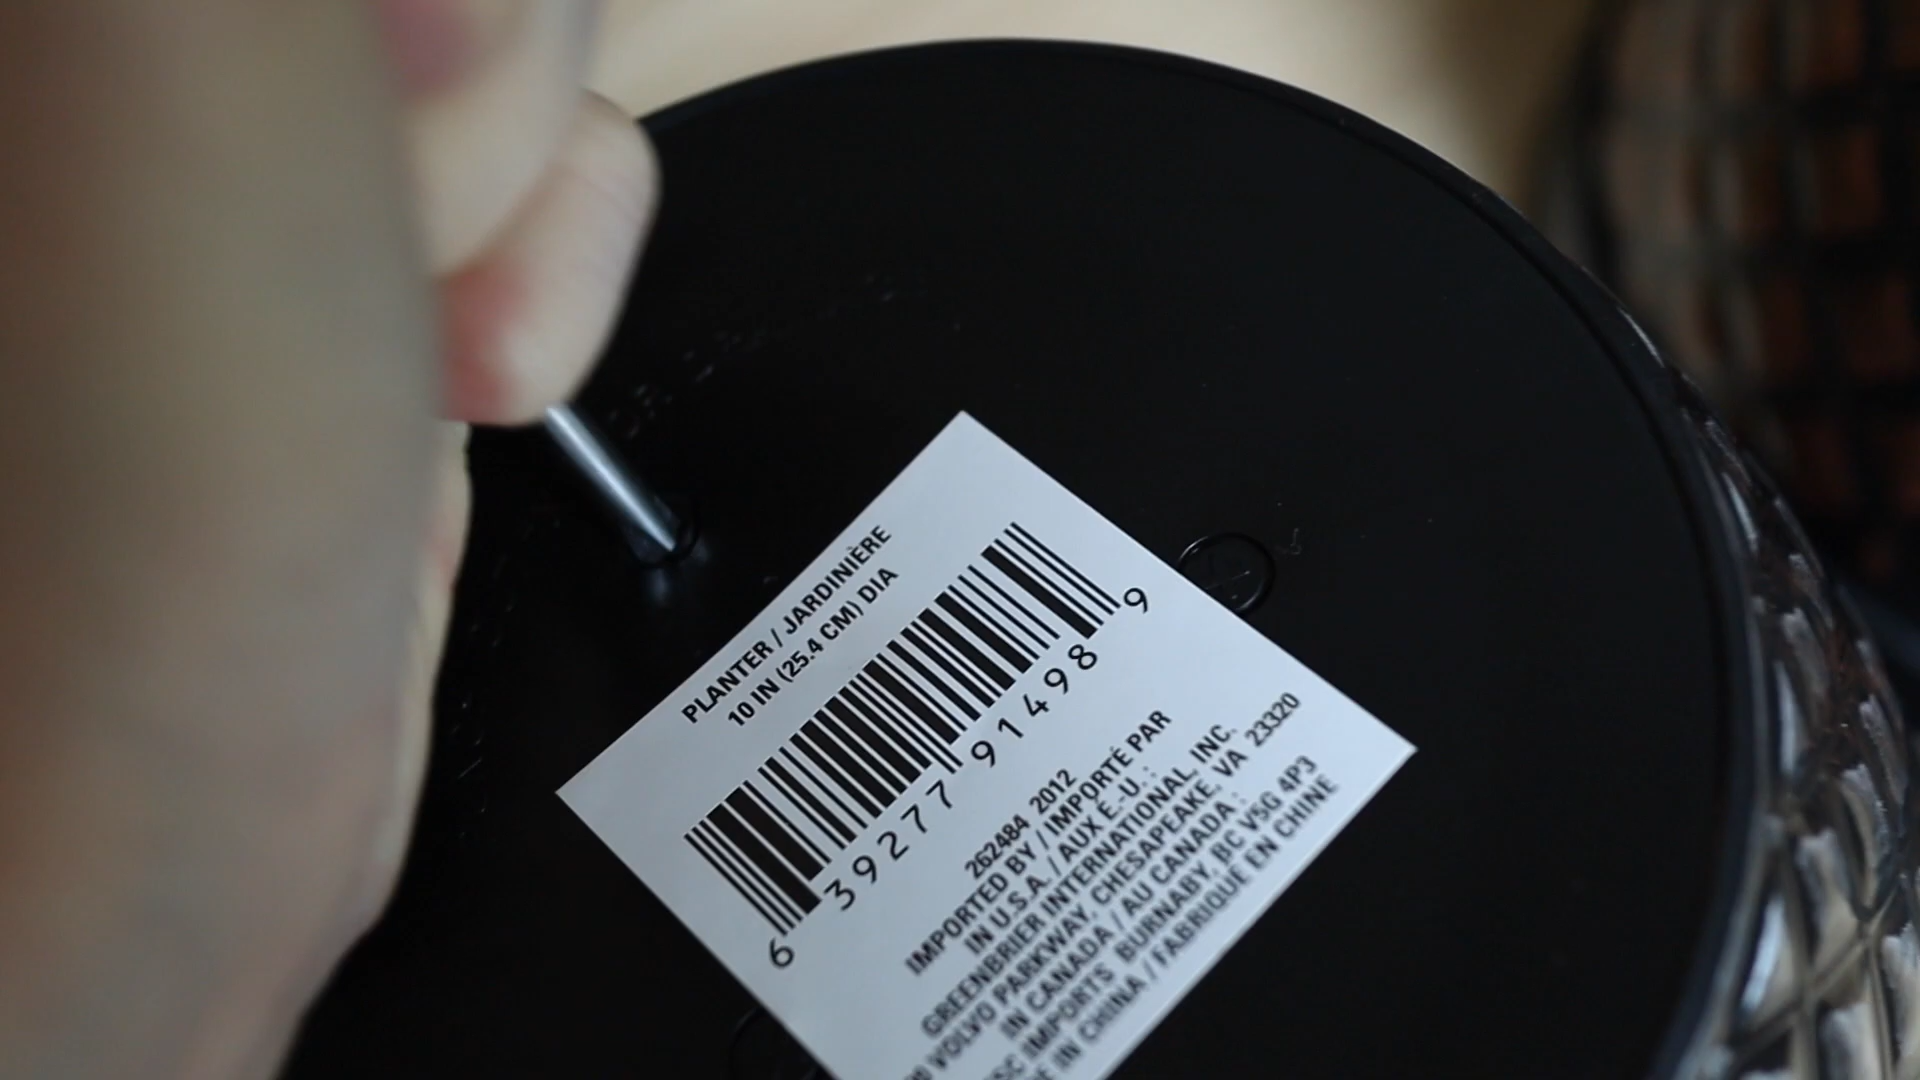 PLANTER / JARDINIÈRE
10 IN (25.4 CM) DIA
6 39277 91498 9
262484 2012
IMPORTED BY / IMPORTÉ PAR
IN U.S.A. / AUX É.-U. :
GREENBRIER INTERNATIONAL, INC.
VOLVO PARKWAY, CHESAPEAKE, VA 23320
IN CANADA / AU CANADA :
IMPORTS BURNABY, BC V5G 4P3
IN CHINA / FABRIQUÉ EN CHINE